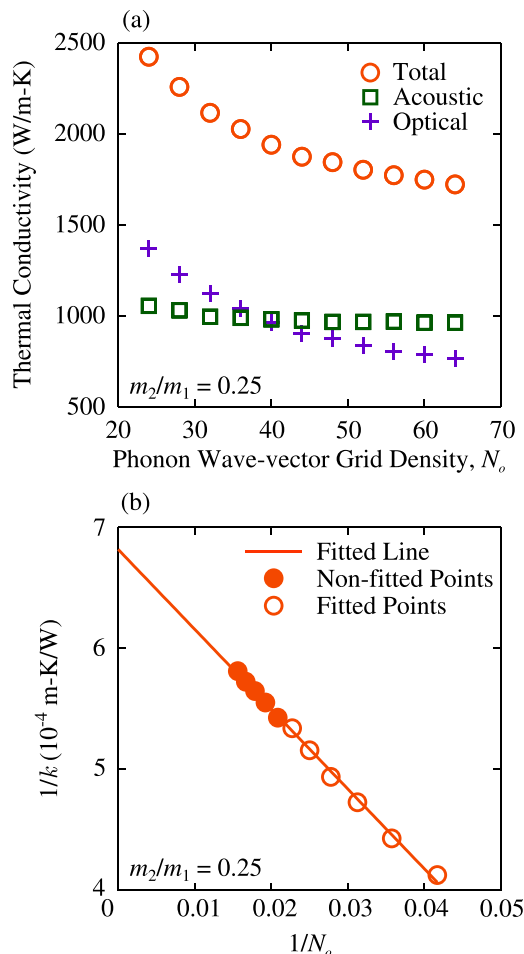 (a)
2500
2000
1500
1000
500
Thermal Conductivity (W/m-K)
Total
Acoustic
Optical
m₂/m₁ = 0.25
20 30 40 50 60 70
Phonon Wave-vector Grid Density, Nₒ
(b)
7
6
5
4
1/k (10⁻⁴ m-K/W)
Fitted Line
Non-fitted Points
Fitted Points
m₂/m₁ = 0.25
0 0.01 0.02 0.03 0.04 0.05
1/Nₒ